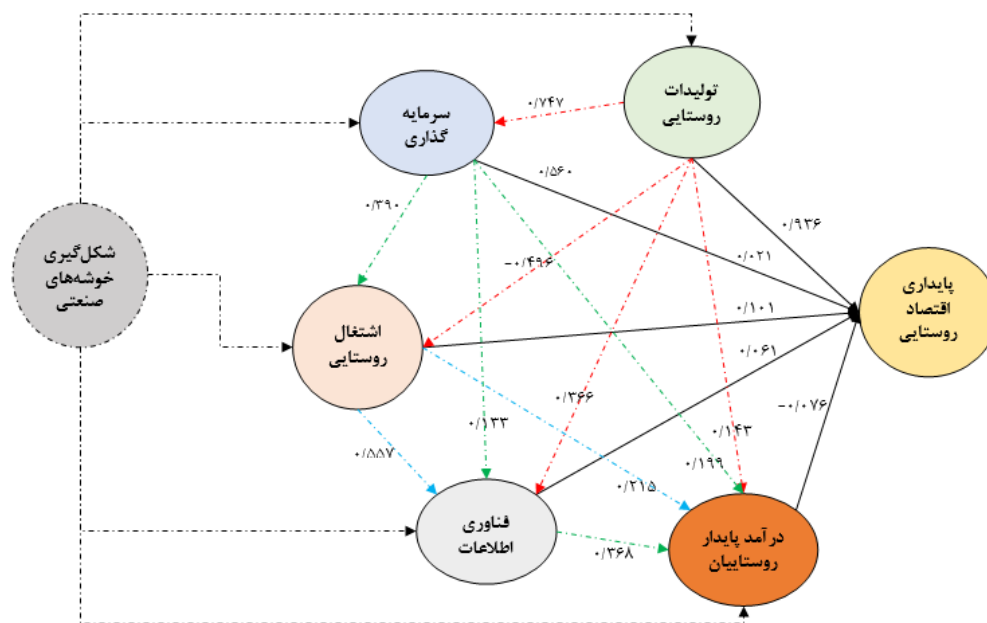 تولیدات
روستایی
سرمایه
گذاری
۰/۷۴۷
۰/۵۶۰
۰/۳۹۰
۰/۹۳۶
شکل‌گیری
خوشه‌های
صنعتی
-۰/۴۹۶
۰/۰۲۱
پایداری
اقتصاد
روستایی
اشتغال
روستایی
۰/۱۰۱
۰/۰۶۱
۰/۳۶۶
-۰/۰۷۶
۰/۱۳۳
۰/۱۴۳
۰/۵۵۷
۰/۱۹۹
۰/۲۱۵
فناوری
اطلاعات
درآمد پایدار
روستاییان
۰/۳۶۸